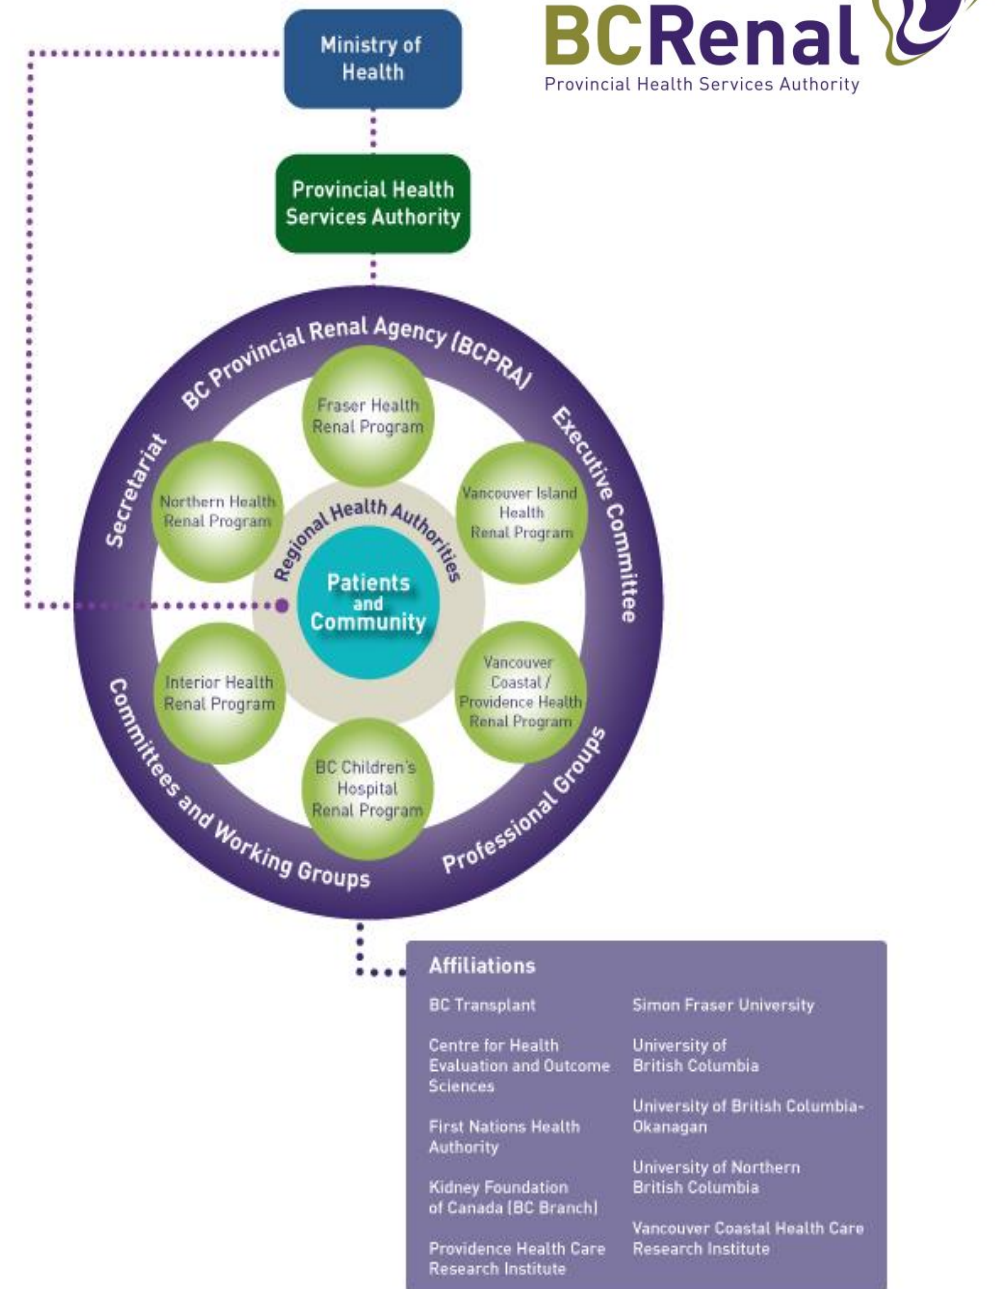 BCRenal
Provincial Health Services Authority
Ministry of
Health
Provincial Health
Services Authority
BC Provincial Renal Agency (BCPRA)
Secretariat
Executive Committee
Committees and Working Groups
Professional Groups
Fraser Health
Renal Program
Northern Health
Renal Program
Vancouver Island
Health
Renal Program
Regional Health Authorities
Patients
and
Community
Interior Health
Renal Program
Vancouver
Coastal /
Providence Health
Renal Program
BC Children's
Hospital
Renal Program
Affiliations
BC Transplant
Centre for Health
Evaluation and Outcome
Sciences
First Nations Health
Authority
Kidney Foundation
of Canada (BC Branch)
Providence Health Care
Research Institute
Simon Fraser University
University of
British Columbia
University of British Columbia-
Okanagan
University of Northern
British Columbia
Vancouver Coastal Health Care
Research Institute